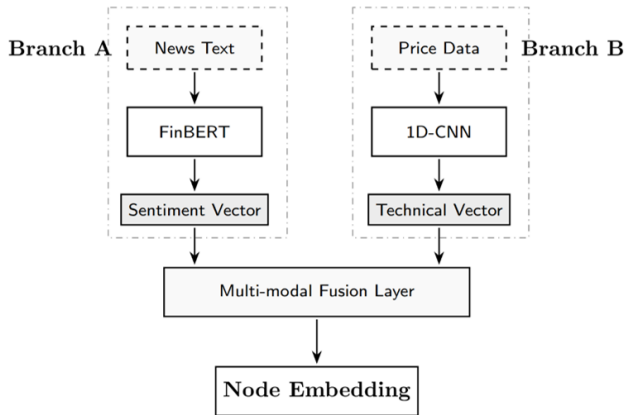 Branch A
News Text
Price Data
Branch B
FinBERT
1D-CNN
Sentiment Vector
Technical Vector
Multi-modal Fusion Layer
Node Embedding